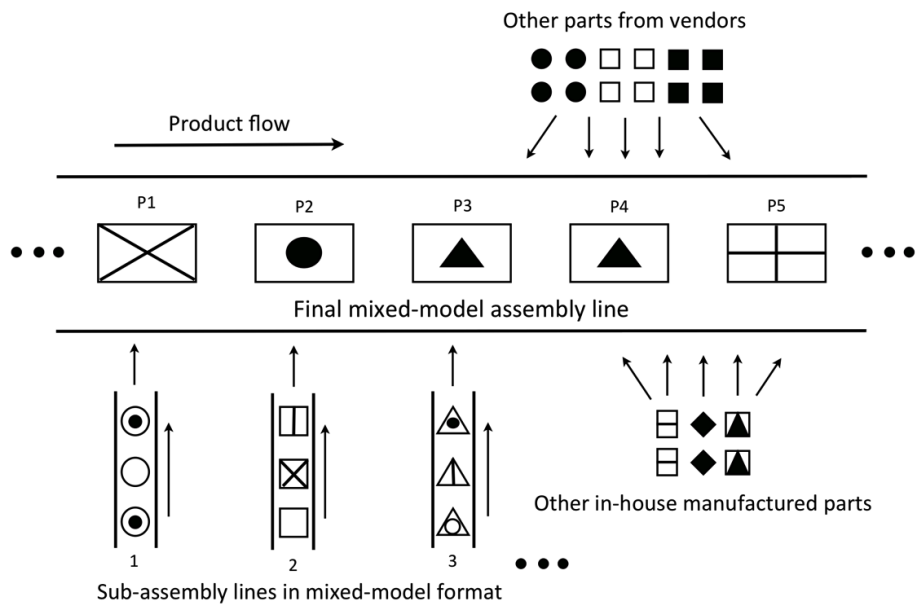 Other parts from vendors
Product flow
P1
P2
P3
P4
P5
Final mixed-model assembly line
Other in-house manufactured parts
1
2
3
Sub-assembly lines in mixed-model format